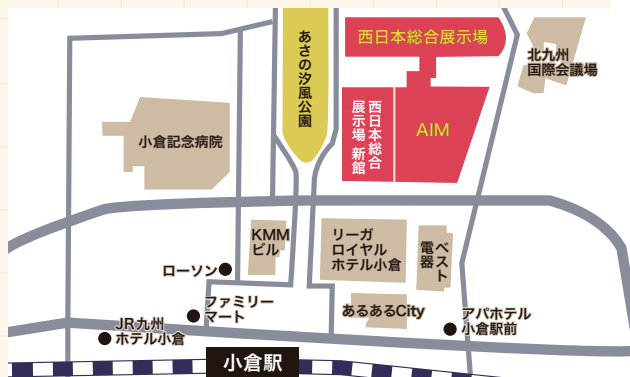 西日本総合展示場
あさの汐風公園
北九州
国際会議場
西日本総合
展示場 新館
AIM
小倉記念病院
KMM
ビル
リーガ
ロイヤル
ホテル小倉
ベスト
電器
ローソン
ファミリー
マート
あるあるCity
アパホテル
小倉駅前
JR九州
ホテル小倉
小倉駅